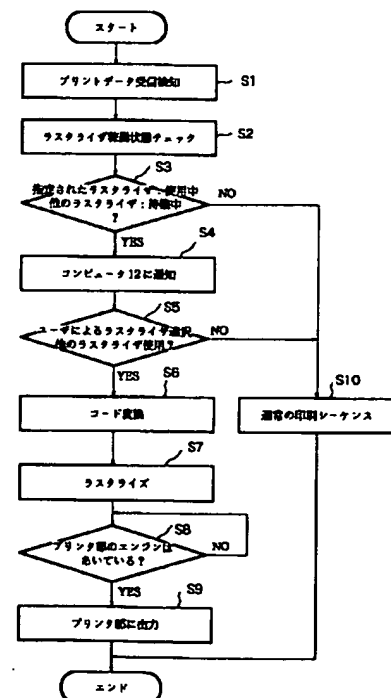 スタート
プリントデータ受信検知
S1
ラスタライザ稼動状態チェック
S2
S3
指定されたラスタライザ：使用中
他のラスタライザ：待機中
？
NO
YES
S4
コンピュータ12に通知
S5
ユーザによるラスタライザ選択
他のラスタライザ使用？
NO
YES
S6
コード変換
S10
通常の印刷シーケンス
S7
ラスタライズ
S8
プリンタ部のエンジンは
空いている？
NO
YES
S9
プリンタ部に出力
エンド